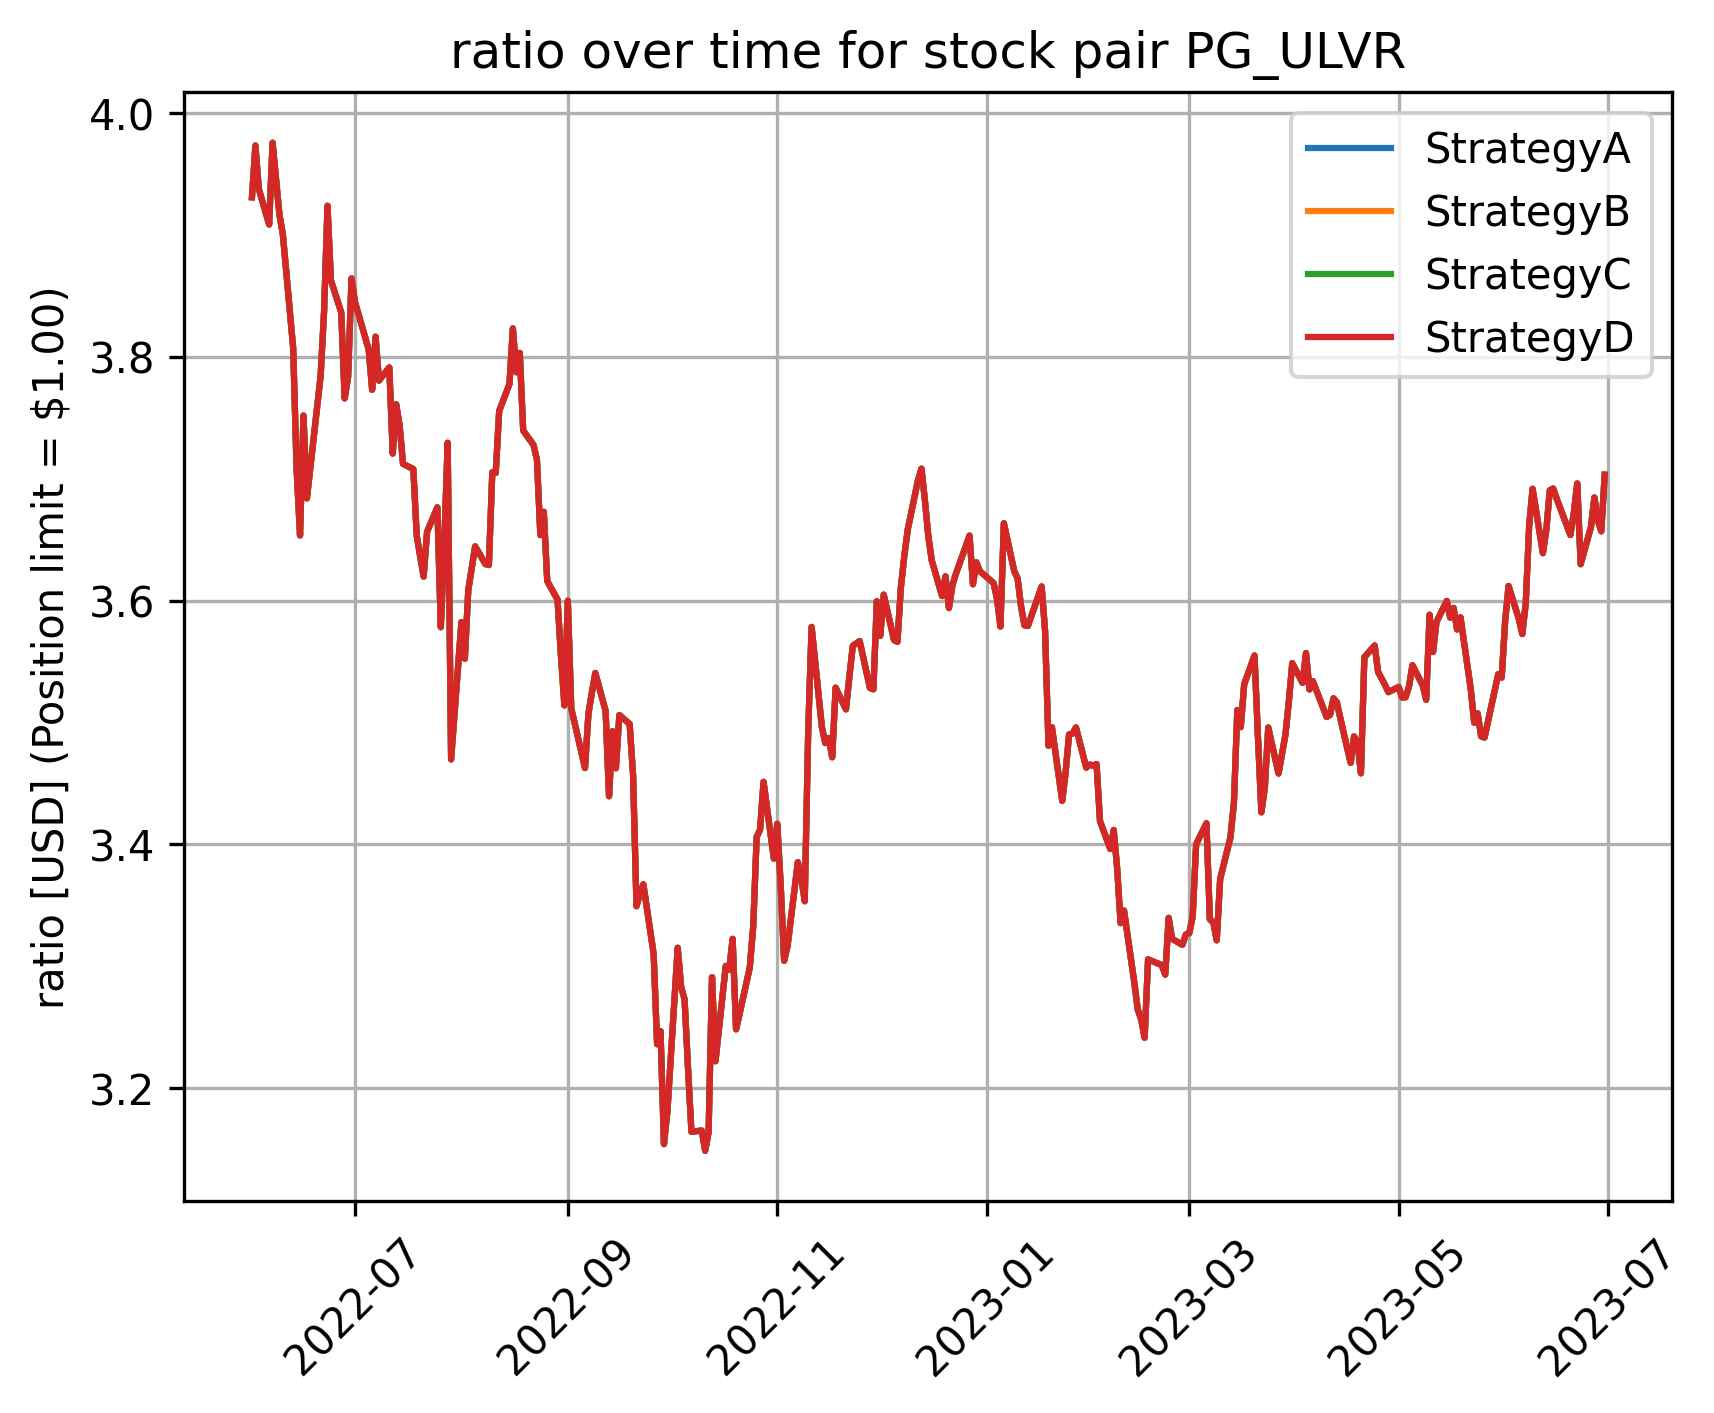 ratio over time for stock pair PG_ULVR
ratio [USD] (Position limit = $1.00)
4.0
3.8
3.6
3.4
3.2
StrategyA
StrategyB
StrategyC
StrategyD
2022-07
2022-09
2022-11
2023-01
2023-03
2023-05
2023-07